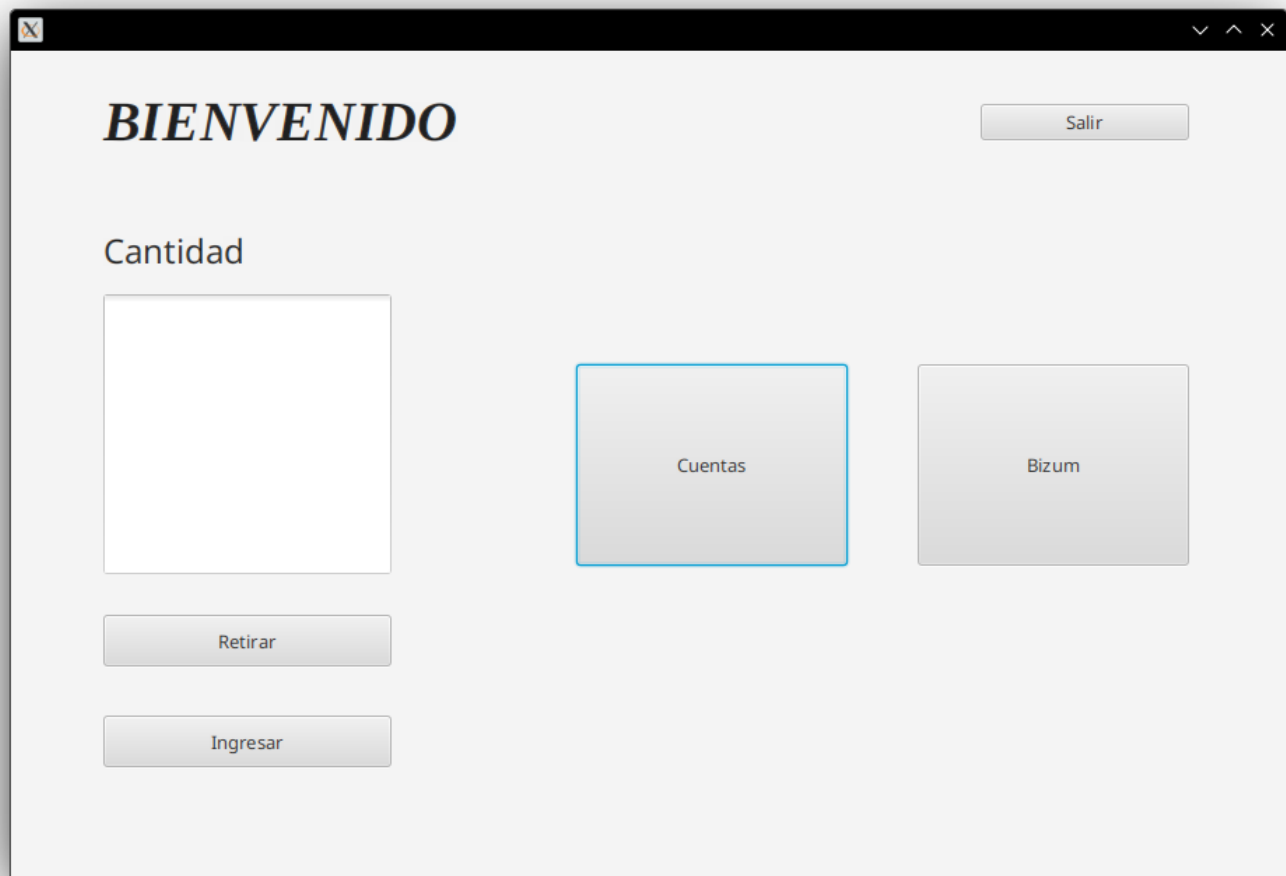 BIENVENIDO
Salir
Cantidad
Cuentas
Bizum
Retirar
Ingresar